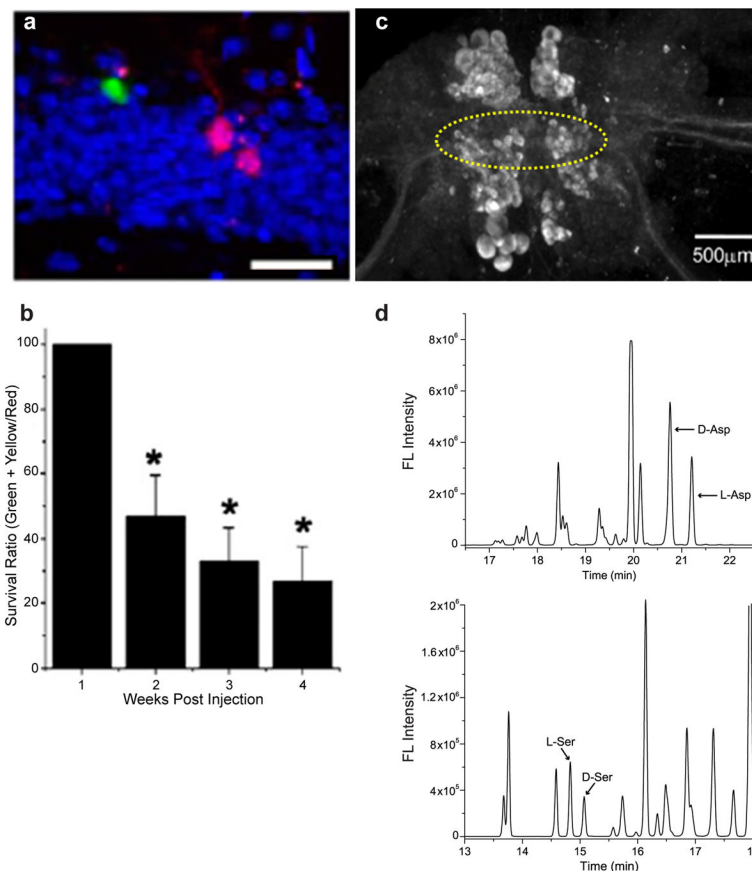 a
c
500μm
b
Survival Ratio (Green + Yellow/Red)
100
80
60
40
20
0
*
*
*
1 2 3 4
Weeks Post Injection
d
FL Intensity
8x10⁶
6x10⁶
4x10⁶
2x10⁶
0
D-Asp
L-Asp
17 18 19 20 21 22
Time (min)
FL Intensity
2x10⁶
1.6x10⁶
1.2x10⁶
8x10⁵
4x10⁵
0
L-Ser
D-Ser
13 14 15 16 17
Time (min)